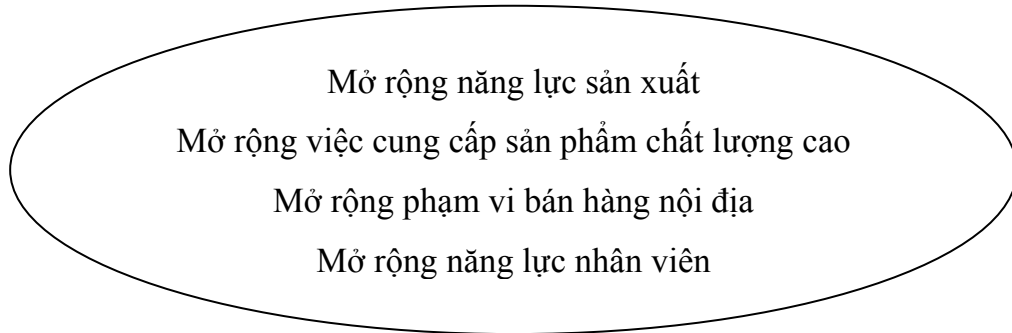 Mở rộng năng lực sản xuất
Mở rộng việc cung cấp sản phẩm chất lượng cao
Mở rộng phạm vi bán hàng nội địa
Mở rộng năng lực nhân viên